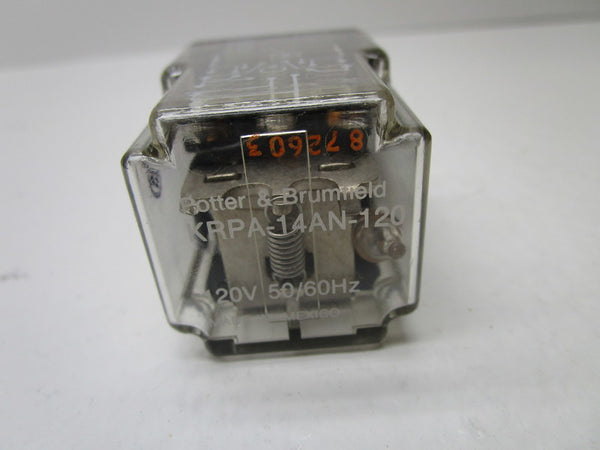 872603
Potter & Brumfield
KRPA-14AN-120
120V 50/60Hz
MEXICO